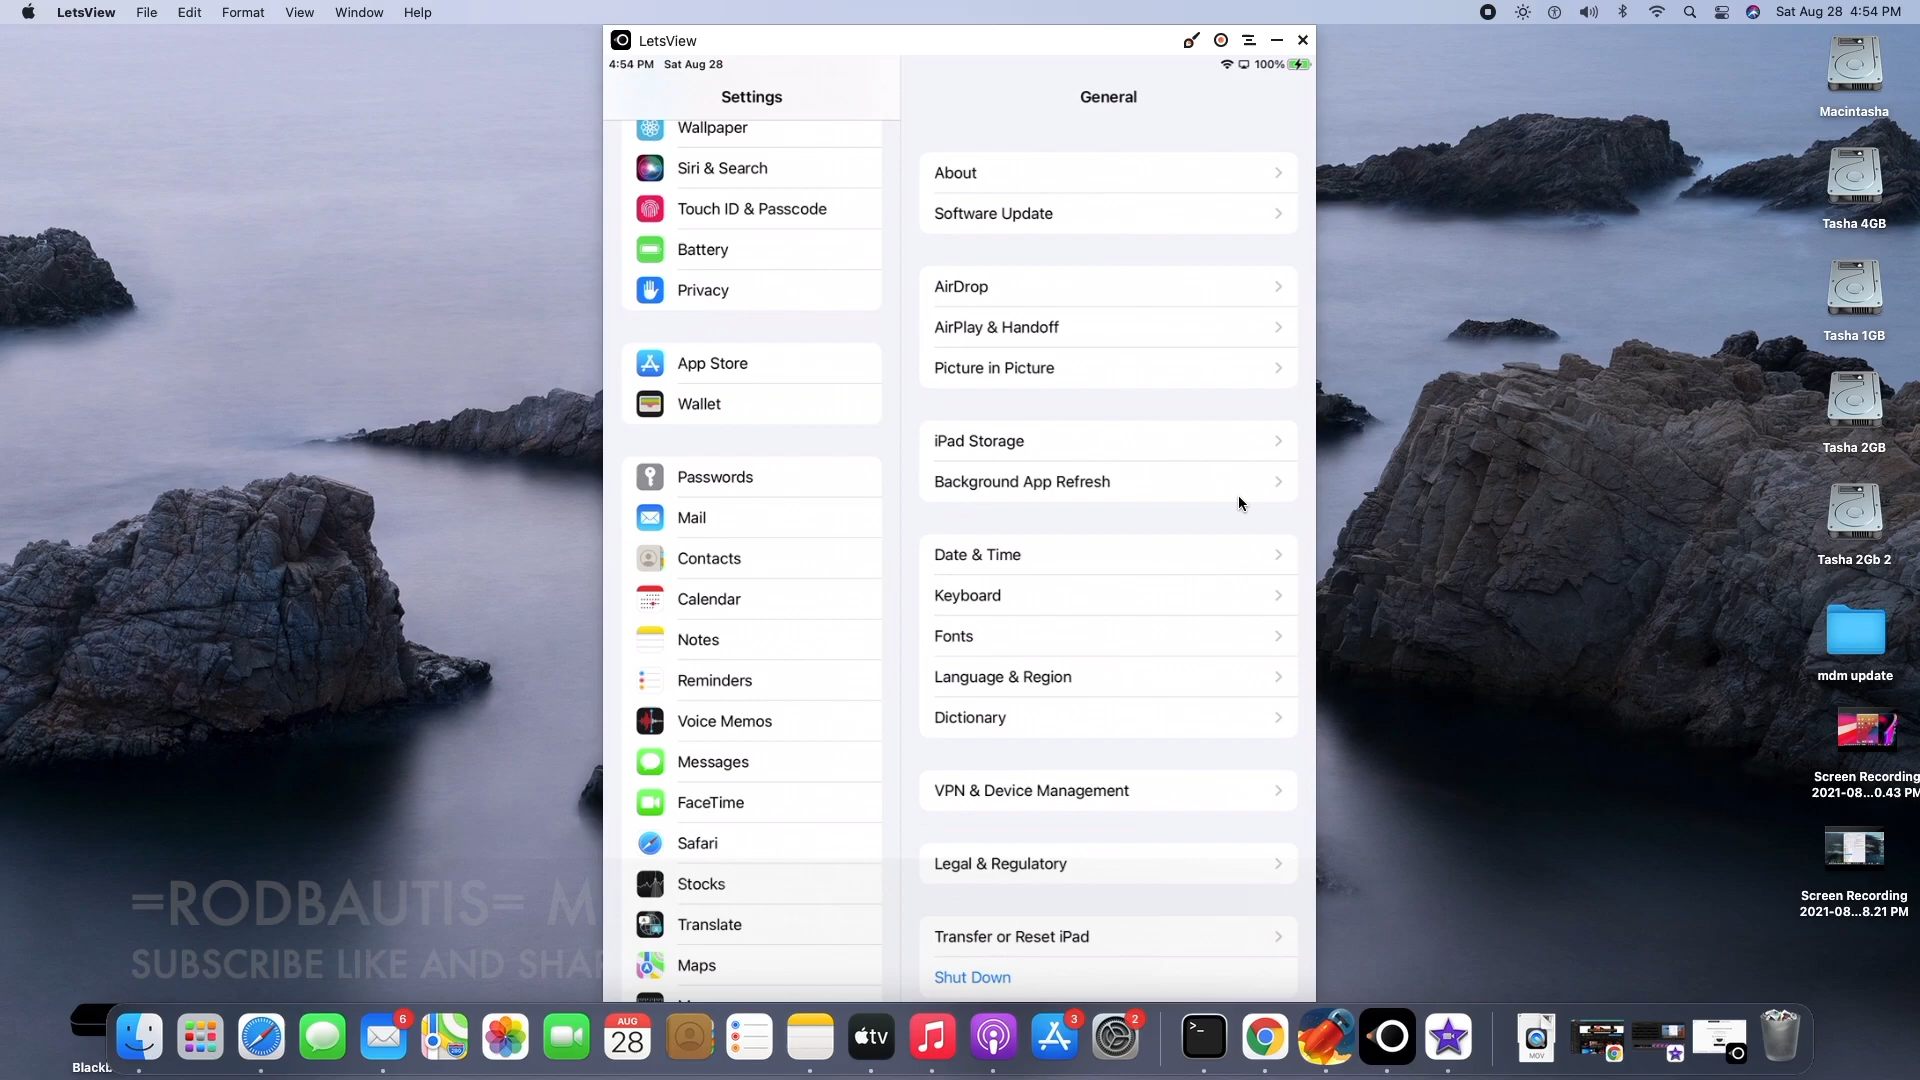 LetsView File Edit Format View Window Help
Sat Aug 28 4:54 PM
LetsView
4:54 PM Sat Aug 28
100%
Settings
Wallpaper
Siri & Search
Touch ID & Passcode
Battery
Privacy
App Store
Wallet
Passwords
Mail
Contacts
Calendar
Notes
Reminders
Voice Memos
Messages
FaceTime
Safari
Stocks
Translate
Maps
General
About
Software Update
AirDrop
AirPlay & Handoff
Picture in Picture
iPad Storage
Background App Refresh
Date & Time
Keyboard
Fonts
Language & Region
Dictionary
VPN & Device Management
Legal & Regulatory
Transfer or Reset iPad
Shut Down
Macintasha
Tasha 4GB
Tasha 1GB
Tasha 2GB
Tasha 2Gb 2
mdm update
Screen Recording
2021-08...0.43 PM
Screen Recording
2021-08...8.21 PM
=RODBAUTIS= M
SUBSCRIBE LIKE AND SHAR
Blackb
6
AUG
28
tv
3
2
>_
MOV